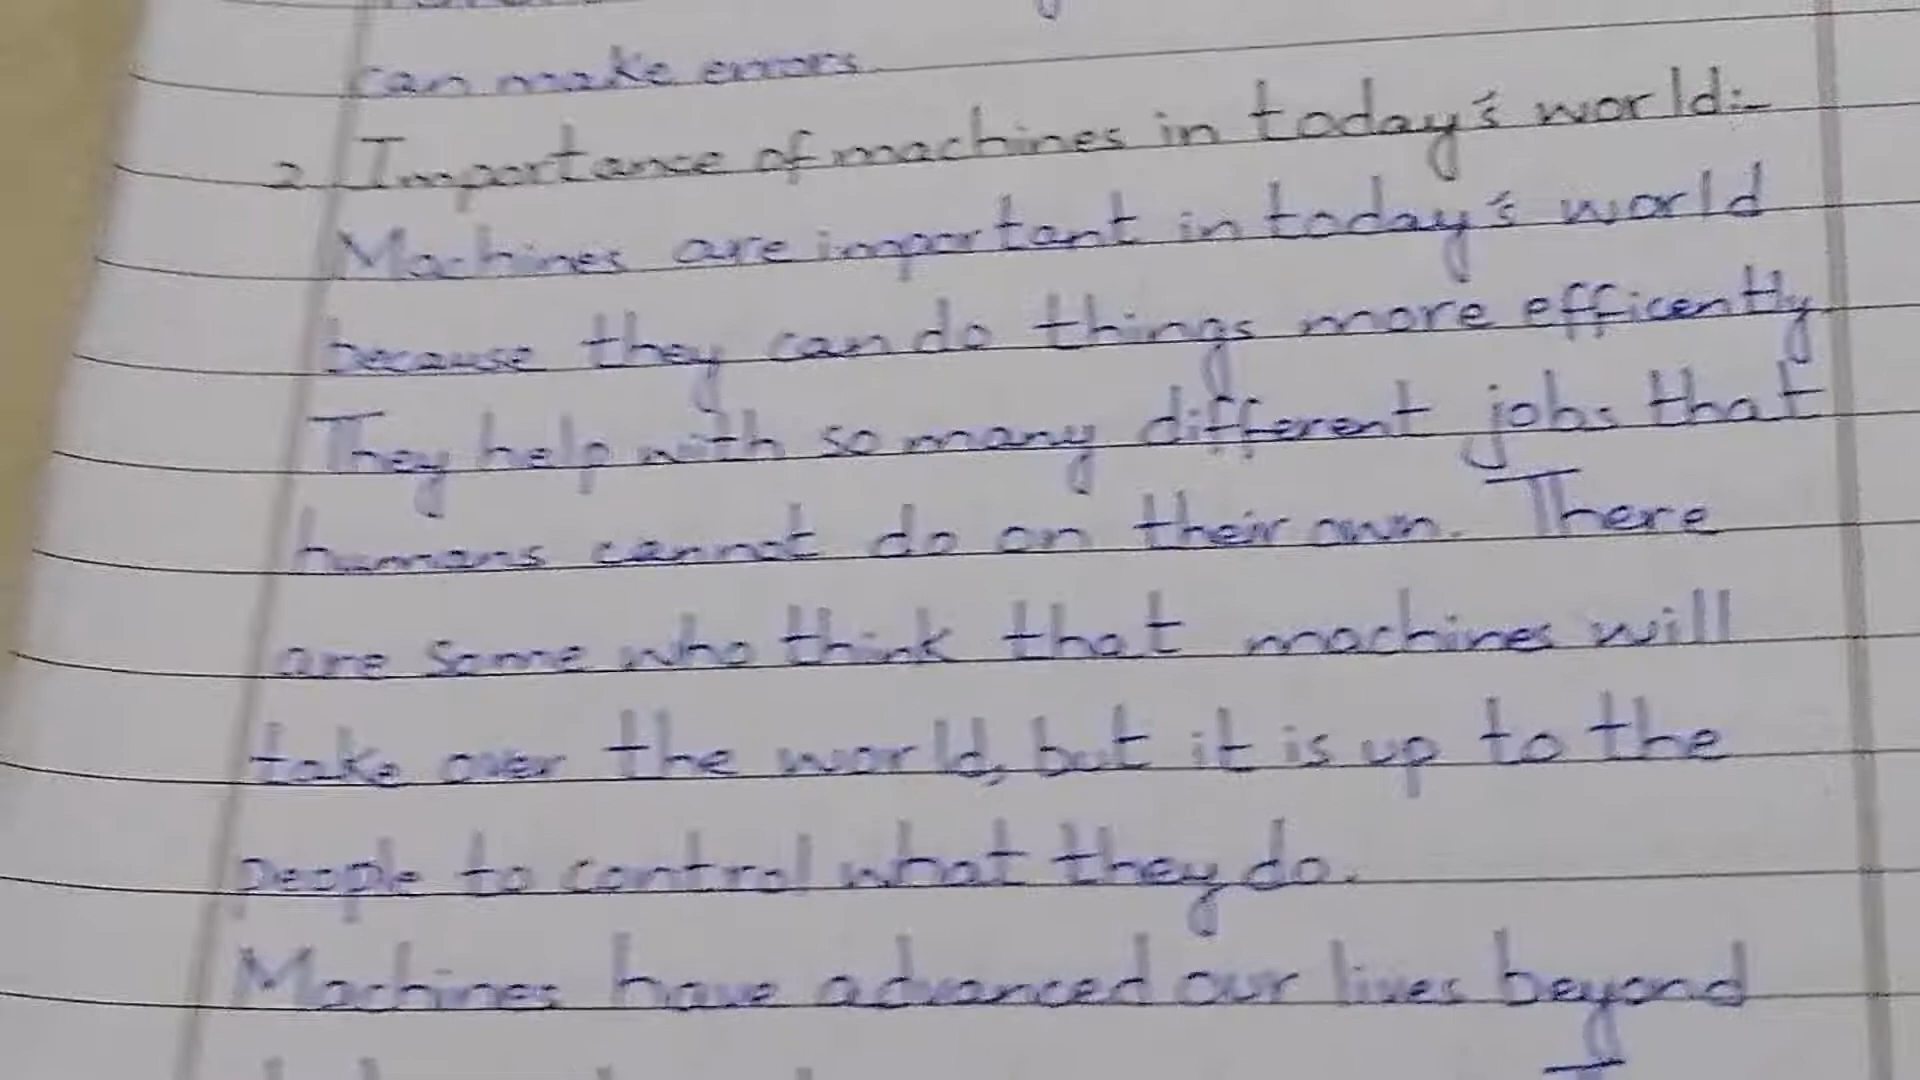 can make errors.
2 Importance of machines in today's world:-
Machines are important in today's world
because they can do things more efficently
They help with so many different jobs that
humans cannot do on their own. There
are some who think that machines will
take over the world, but it is up to the
people to control what they do.
Machines have advanced our lives beyond